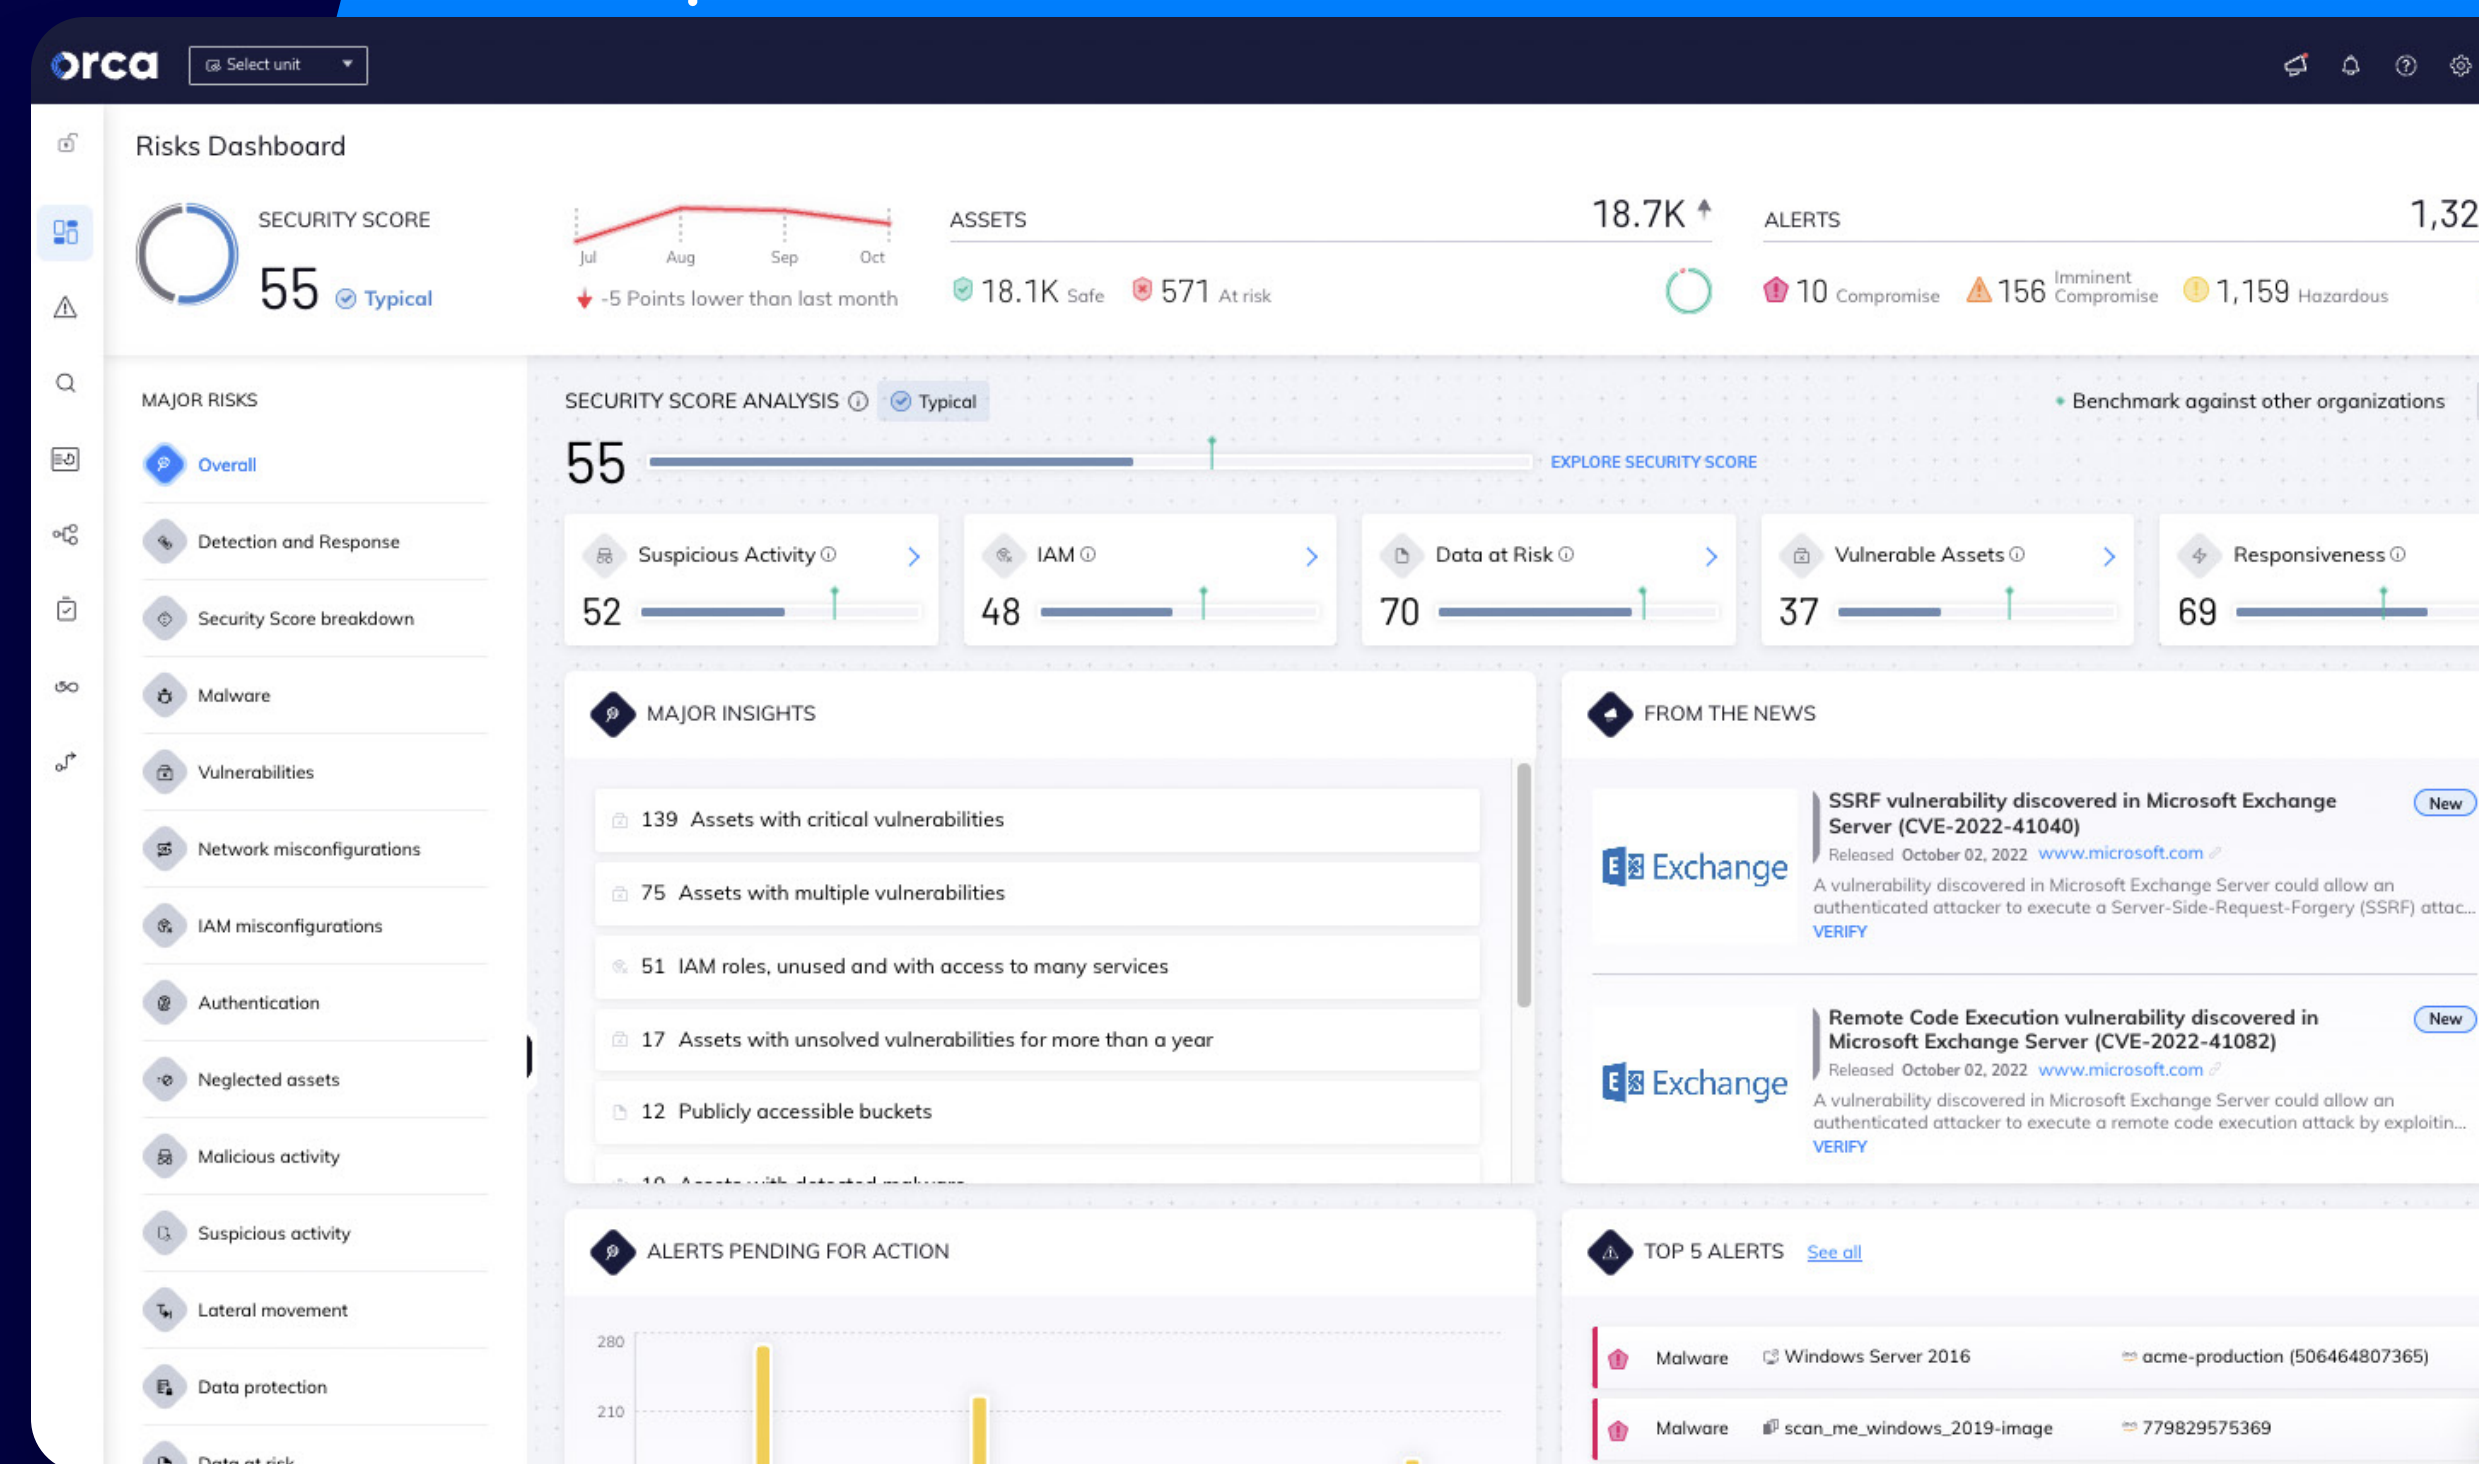 orca
Select unit
Risks Dashboard
SECURITY SCORE
55 Typical
Jul Aug Sep Oct
-5 Points lower than last month
ASSETS 18.7K
18.1K Safe 571 At risk
ALERTS 1,32
10 Compromise 156 Imminent Compromise 1,159 Hazardous
MAJOR RISKS
Overall
Detection and Response
Security Score breakdown
Malware
Vulnerabilities
Network misconfigurations
IAM misconfigurations
Authentication
Neglected assets
Malicious activity
Suspicious activity
Lateral movement
Data protection
Data at risk
SECURITY SCORE ANALYSIS Typical
Benchmark against other organizations
55 EXPLORE SECURITY SCORE
Suspicious Activity
52
IAM
48
Data at Risk
70
Vulnerable Assets
37
Responsiveness
69
MAJOR INSIGHTS
139 Assets with critical vulnerabilities
75 Assets with multiple vulnerabilities
51 IAM roles, unused and with access to many services
17 Assets with unsolved vulnerabilities for more than a year
12 Publicly accessible buckets
10 Assets with detected malware
FROM THE NEWS
Exchange
SSRF vulnerability discovered in Microsoft Exchange
Server (CVE-2022-41040)
New
Released October 02, 2022 www.microsoft.com
A vulnerability discovered in Microsoft Exchange Server could allow an
authenticated attacker to execute a Server-Side-Request-Forgery (SSRF) attac...
VERIFY
Exchange
Remote Code Execution vulnerability discovered in
Microsoft Exchange Server (CVE-2022-41082)
New
Released October 02, 2022 www.microsoft.com
A vulnerability discovered in Microsoft Exchange Server could allow an
authenticated attacker to execute a remote code execution attack by exploitin...
VERIFY
ALERTS PENDING FOR ACTION
280
210
TOP 5 ALERTS See all
Malware Windows Server 2016 acme-production (506464807365)
Malware scan_me_windows_2019-image 779829575369